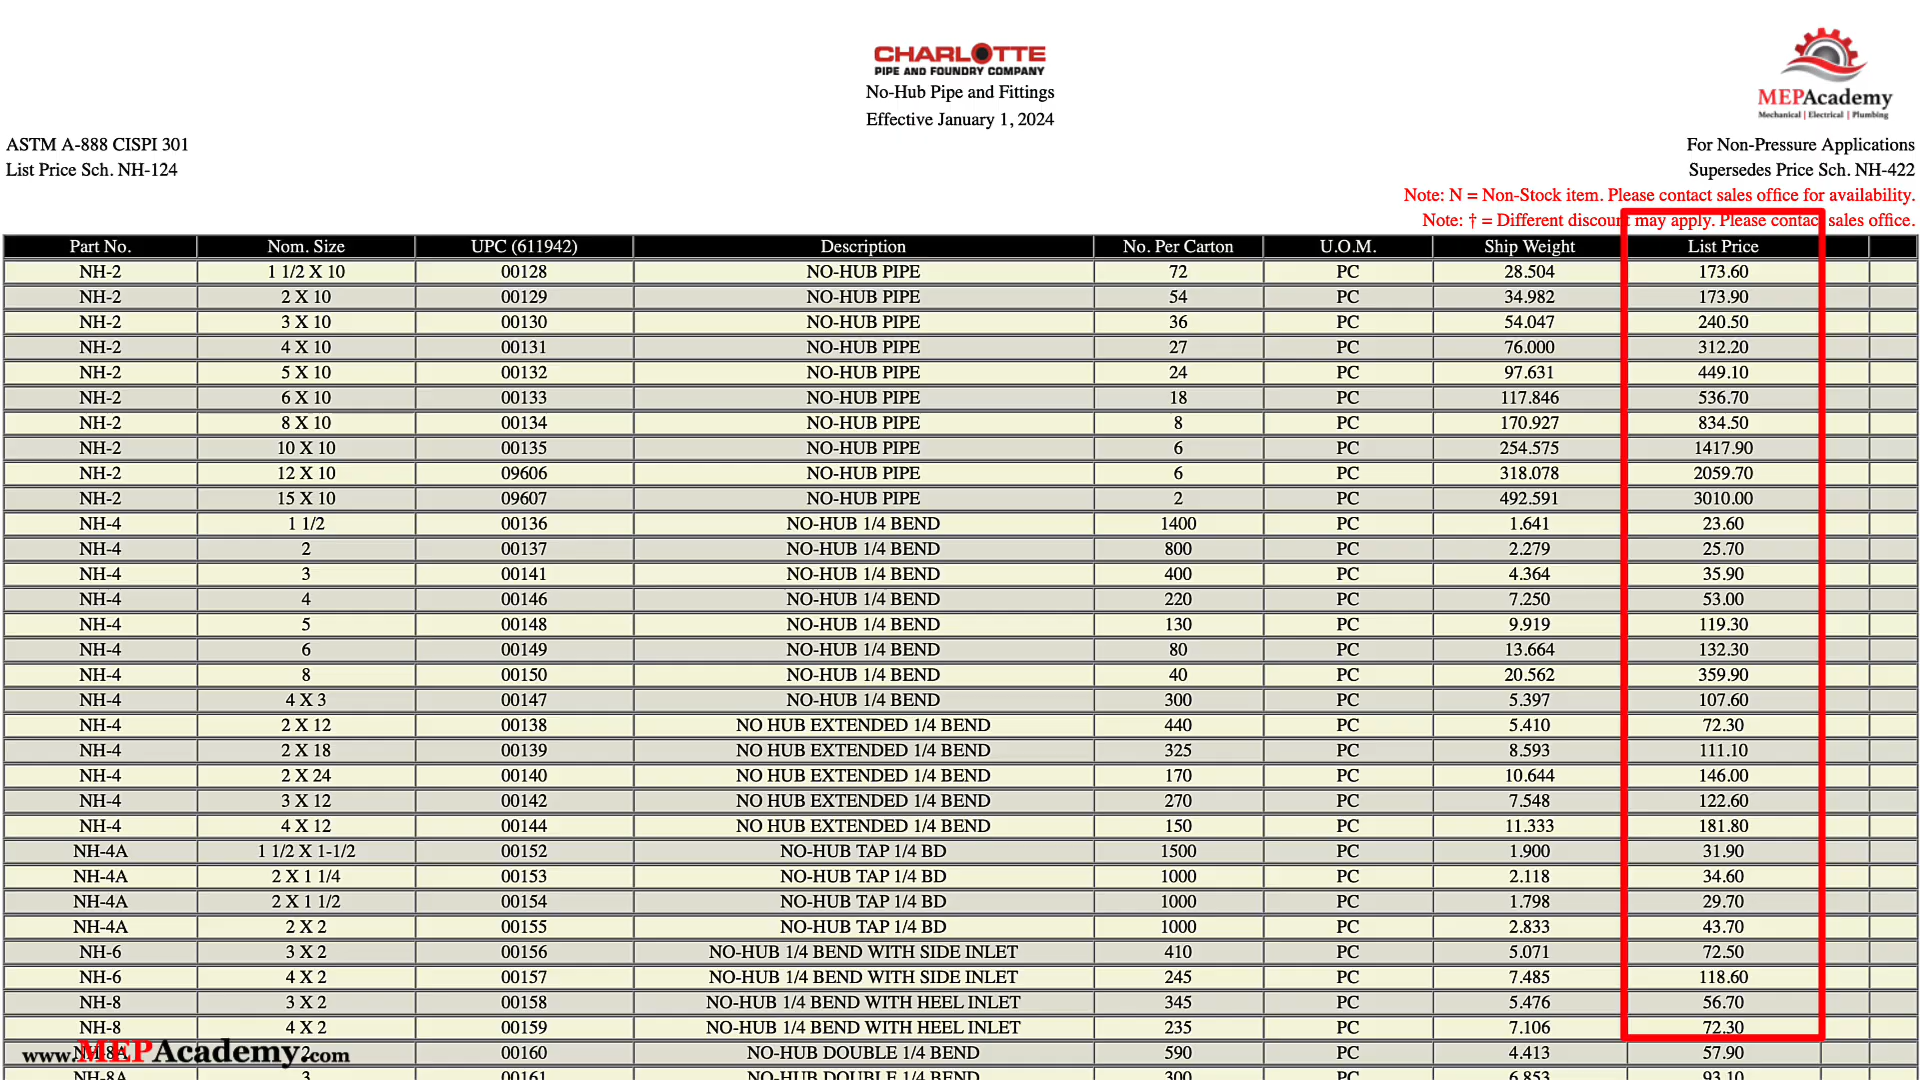 CHARLOTTE
PIPE AND FOUNDRY COMPANY
No-Hub Pipe and Fittings
Effective January 1, 2024
MEPAcademy
Mechanical | Electrical | Plumbing
ASTM A-888 CISPI 301
For Non-Pressure Applications
List Price Sch. NH-124
Supersedes Price Sch. NH-422
Note: N = Non-Stock item. Please contact sales office for availability.
Note: † = Different discount may apply. Please contact sales office.
Part No. Nom. Size UPC (611942) Description No. Per Carton U.O.M. Ship Weight List Price
NH-2 1 1/2 X 10 00128 NO-HUB PIPE 72 PC 28.504 173.60
NH-2 2 X 10 00129 NO-HUB PIPE 54 PC 34.982 173.90
NH-2 3 X 10 00130 NO-HUB PIPE 36 PC 54.047 240.50
NH-2 4 X 10 00131 NO-HUB PIPE 27 PC 76.000 312.20
NH-2 5 X 10 00132 NO-HUB PIPE 24 PC 97.631 449.10
NH-2 6 X 10 00133 NO-HUB PIPE 18 PC 117.846 536.70
NH-2 8 X 10 00134 NO-HUB PIPE 8 PC 170.927 834.50
NH-2 10 X 10 00135 NO-HUB PIPE 6 PC 254.575 1417.90
NH-2 12 X 10 09606 NO-HUB PIPE 6 PC 318.078 2059.70
NH-2 15 X 10 09607 NO-HUB PIPE 2 PC 492.591 3010.00
NH-4 1 1/2 00136 NO-HUB 1/4 BEND 1400 PC 1.641 23.60
NH-4 2 00137 NO-HUB 1/4 BEND 800 PC 2.279 25.70
NH-4 3 00141 NO-HUB 1/4 BEND 400 PC 4.364 35.90
NH-4 4 00146 NO-HUB 1/4 BEND 220 PC 7.250 53.00
NH-4 5 00148 NO-HUB 1/4 BEND 130 PC 9.919 119.30
NH-4 6 00149 NO-HUB 1/4 BEND 80 PC 13.664 132.30
NH-4 8 00150 NO-HUB 1/4 BEND 40 PC 20.562 359.90
NH-4 4 X 3 00147 NO-HUB 1/4 BEND 300 PC 5.397 107.60
NH-4 2 X 12 00138 NO HUB EXTENDED 1/4 BEND 440 PC 5.410 72.30
NH-4 2 X 18 00139 NO HUB EXTENDED 1/4 BEND 325 PC 8.593 111.10
NH-4 2 X 24 00140 NO HUB EXTENDED 1/4 BEND 170 PC 10.644 146.00
NH-4 3 X 12 00142 NO HUB EXTENDED 1/4 BEND 270 PC 7.548 122.60
NH-4 4 X 12 00144 NO HUB EXTENDED 1/4 BEND 150 PC 11.333 181.80
NH-4A 1 1/2 X 1-1/2 00152 NO-HUB TAP 1/4 BD 1500 PC 1.900 31.90
NH-4A 2 X 1 1/4 00153 NO-HUB TAP 1/4 BD 1000 PC 2.118 34.60
NH-4A 2 X 1 1/2 00154 NO-HUB TAP 1/4 BD 1000 PC 1.798 29.70
NH-4A 2 X 2 00155 NO-HUB TAP 1/4 BD 1000 PC 2.833 43.70
NH-6 3 X 2 00156 NO-HUB 1/4 BEND WITH SIDE INLET 410 PC 5.071 72.50
NH-6 4 X 2 00157 NO-HUB 1/4 BEND WITH SIDE INLET 245 PC 7.485 118.60
NH-8 3 X 2 00158 NO-HUB 1/4 BEND WITH HEEL INLET 345 PC 5.476 56.70
NH-8 4 X 2 00159 NO-HUB 1/4 BEND WITH HEEL INLET 235 PC 7.106 72.30
NH-8A 2 00160 NO-HUB DOUBLE 1/4 BEND 590 PC 4.413 57.90
www.MEPAcademy.com
NH-8A 3 00161 NO-HUB DOUBLE 1/4 BEND 300 PC 6.853 93.10